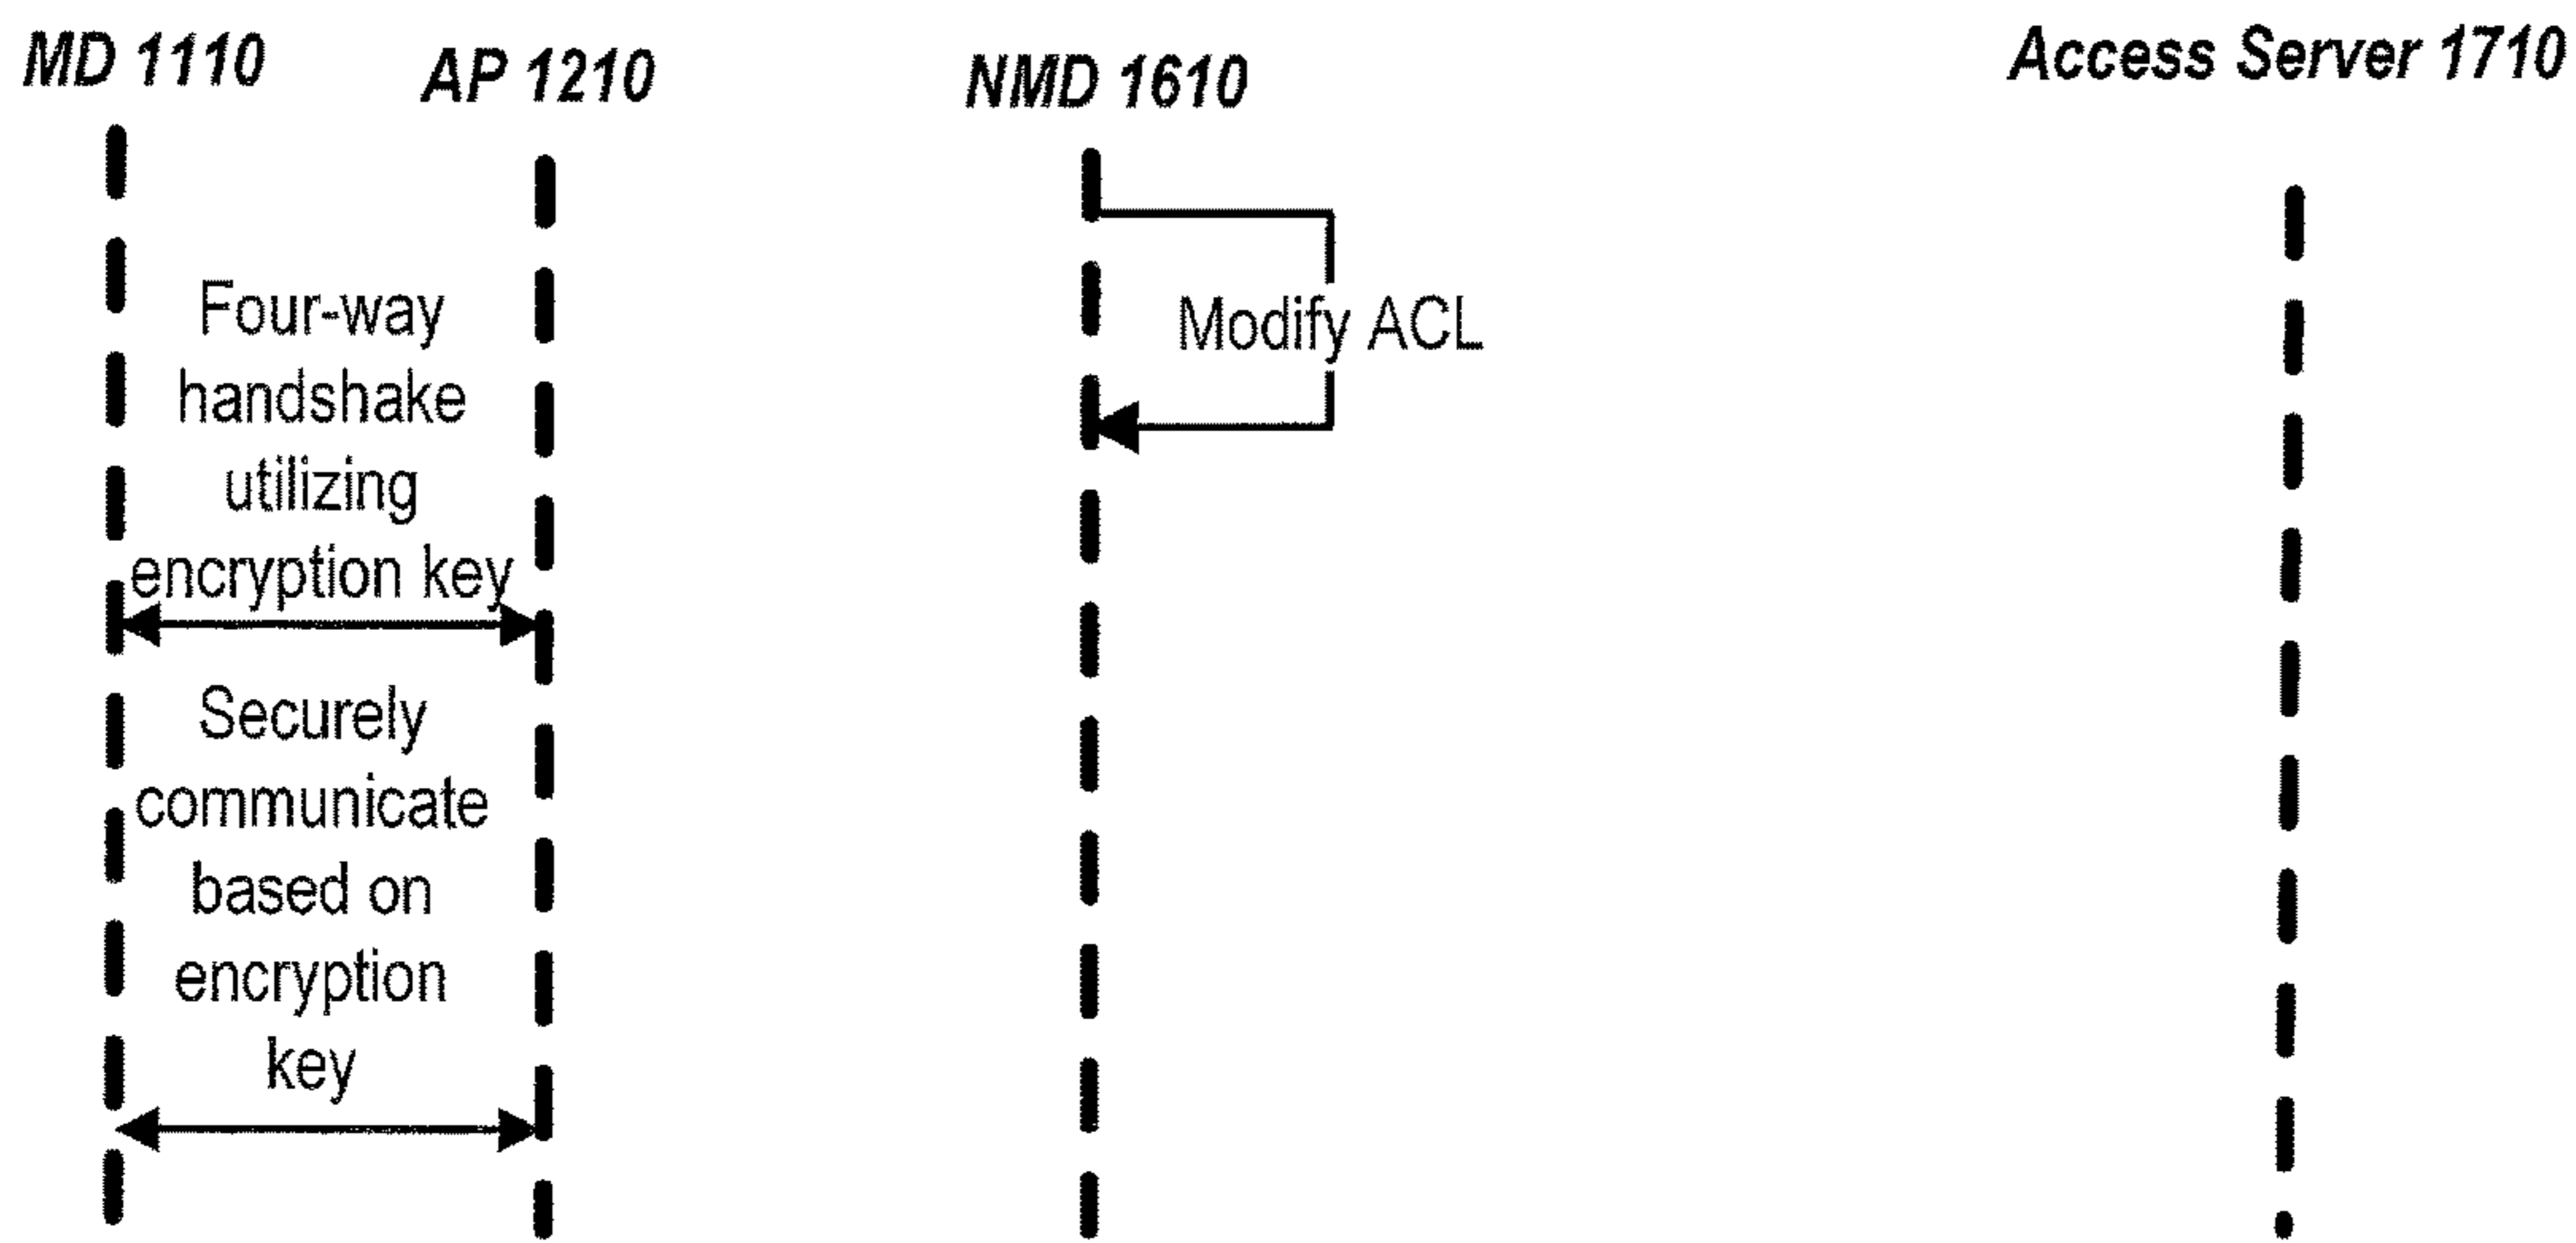 MD 1110
AP 1210
NMD 1610
Access Server 1710
Four-way
handshake
utilizing
encryption key
Modify ACL
Securely
communicate
based on
encryption
key